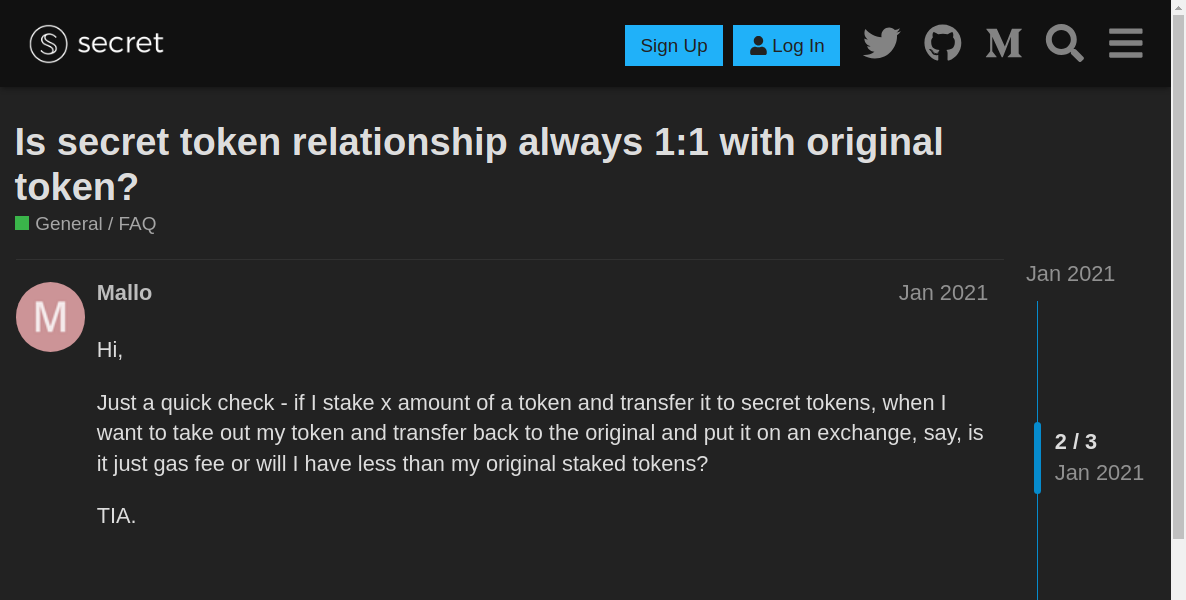 secret
Sign Up
Log In
Is secret token relationship always 1:1 with original
token?
General / FAQ
Jan 2021
M
Mallo
Jan 2021
Hi,
Just a quick check - if I stake x amount of a token and transfer it to secret tokens, when I
want to take out my token and transfer back to the original and put it on an exchange, say, is
it just gas fee or will I have less than my original staked tokens?
2 / 3
Jan 2021
TIA.